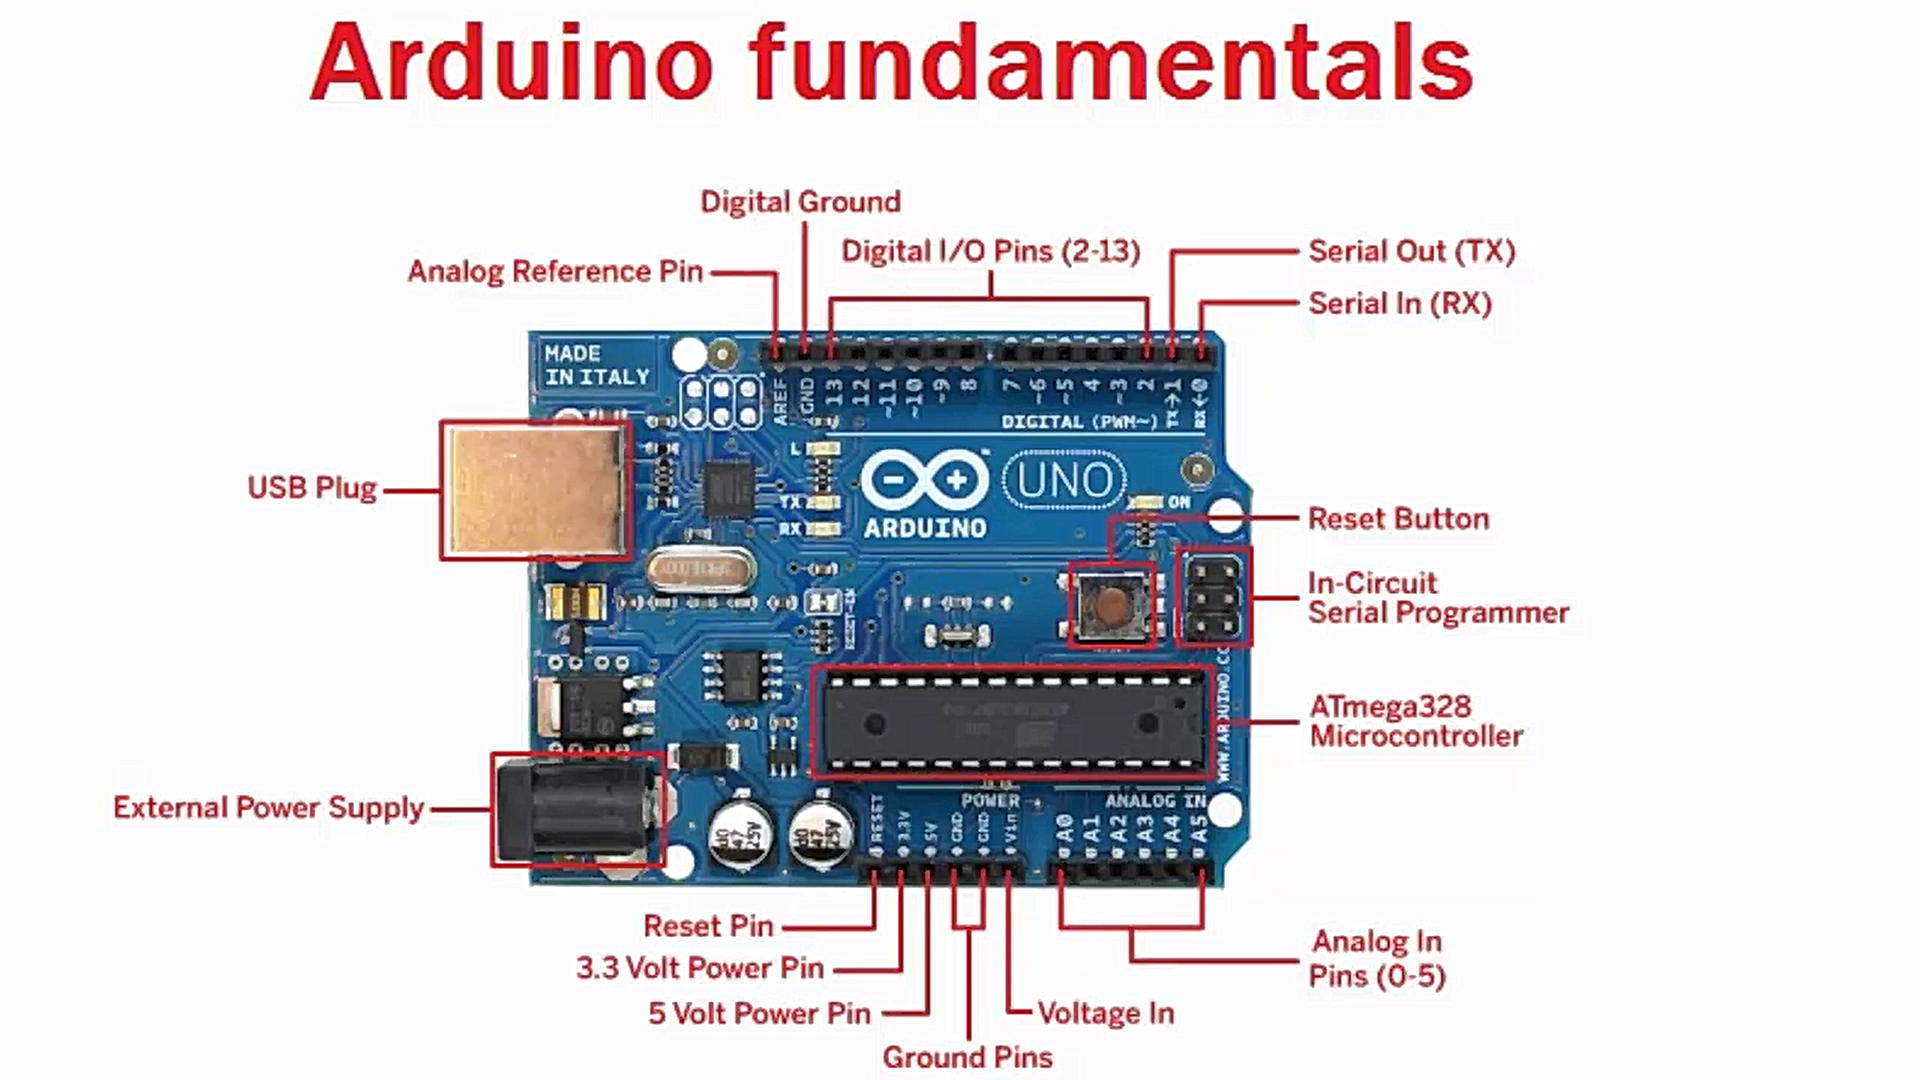 Arduino fundamentals
Digital Ground
Analog Reference Pin
Digital I/O Pins (2-13)
Serial Out (TX)
Serial In (RX)
MADE
IN ITALY
AREF
GND
13
12
~11
~10
~9
8
7
~6
~5
4
~3
2
TX→1
RX←0
DIGITAL (PWM~)
L
TX
RX
ARDUINO
UNO
ON
USB Plug
Reset Button
In-Circuit
Serial Programmer
ATmega328
Microcontroller
External Power Supply
47
25V
47
25V
POWER
ANALOG IN
RESET
3.3V
5V
GND
GND
Vin
A0
A1
A2
A3
A4
A5
Reset Pin
3.3 Volt Power Pin
5 Volt Power Pin
Ground Pins
Voltage In
Analog In
Pins (0-5)